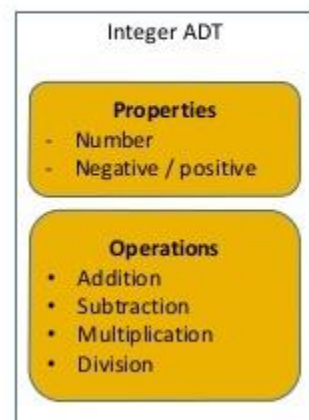 Integer ADT
Properties
- Number
- Negative / positive
Operations
• Addition
• Subtraction
• Multiplication
• Division